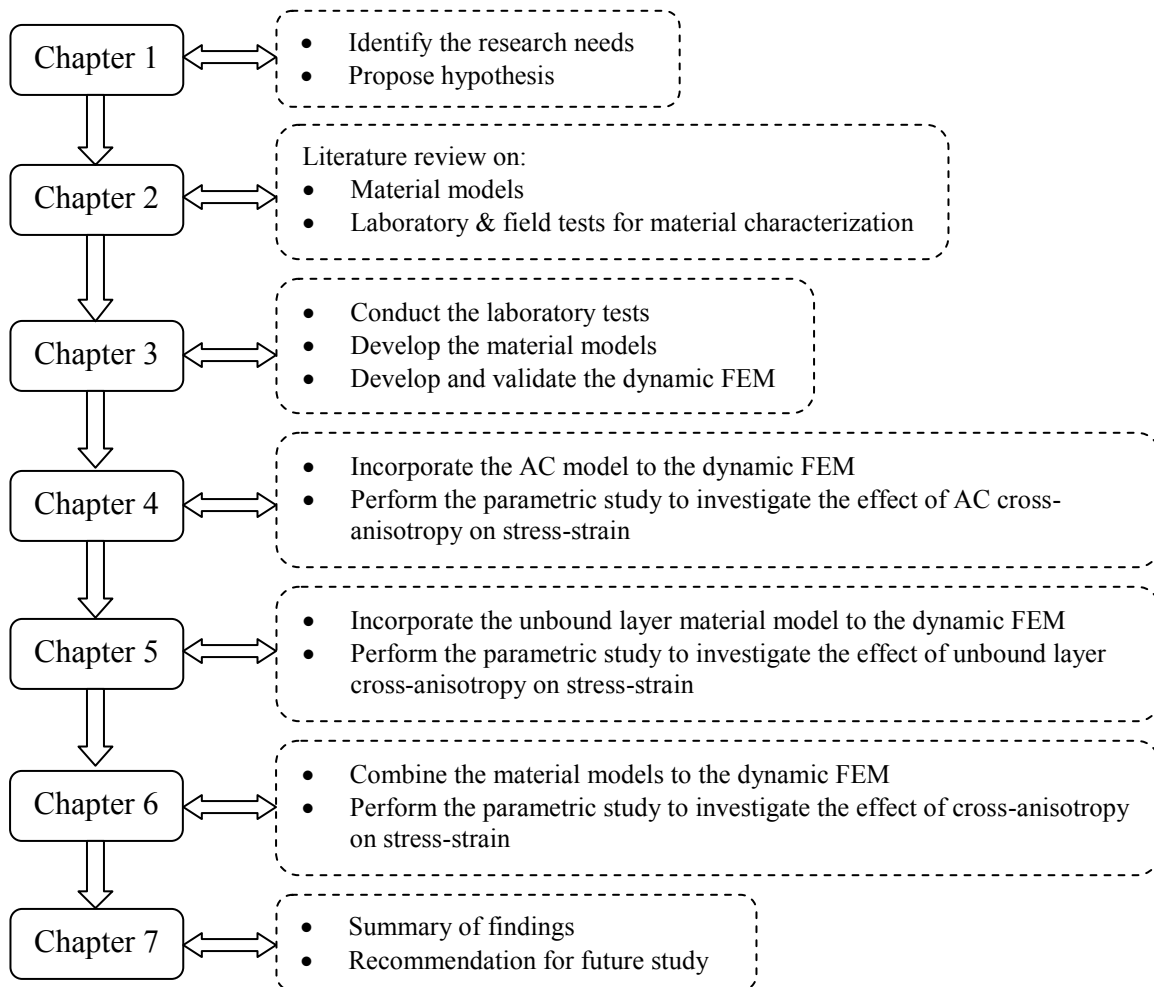 Chapter 1
• Identify the research needs
• Propose hypothesis
Chapter 2
Literature review on:
• Material models
• Laboratory & field tests for material characterization
Chapter 3
• Conduct the laboratory tests
• Develop the material models
• Develop and validate the dynamic FEM
Chapter 4
• Incorporate the AC model to the dynamic FEM
• Perform the parametric study to investigate the effect of AC cross-
anisotropy on stress-strain
Chapter 5
• Incorporate the unbound layer material model to the dynamic FEM
• Perform the parametric study to investigate the effect of unbound layer
cross-anisotropy on stress-strain
Chapter 6
• Combine the material models to the dynamic FEM
• Perform the parametric study to investigate the effect of cross-anisotropy
on stress-strain
Chapter 7
• Summary of findings
• Recommendation for future study